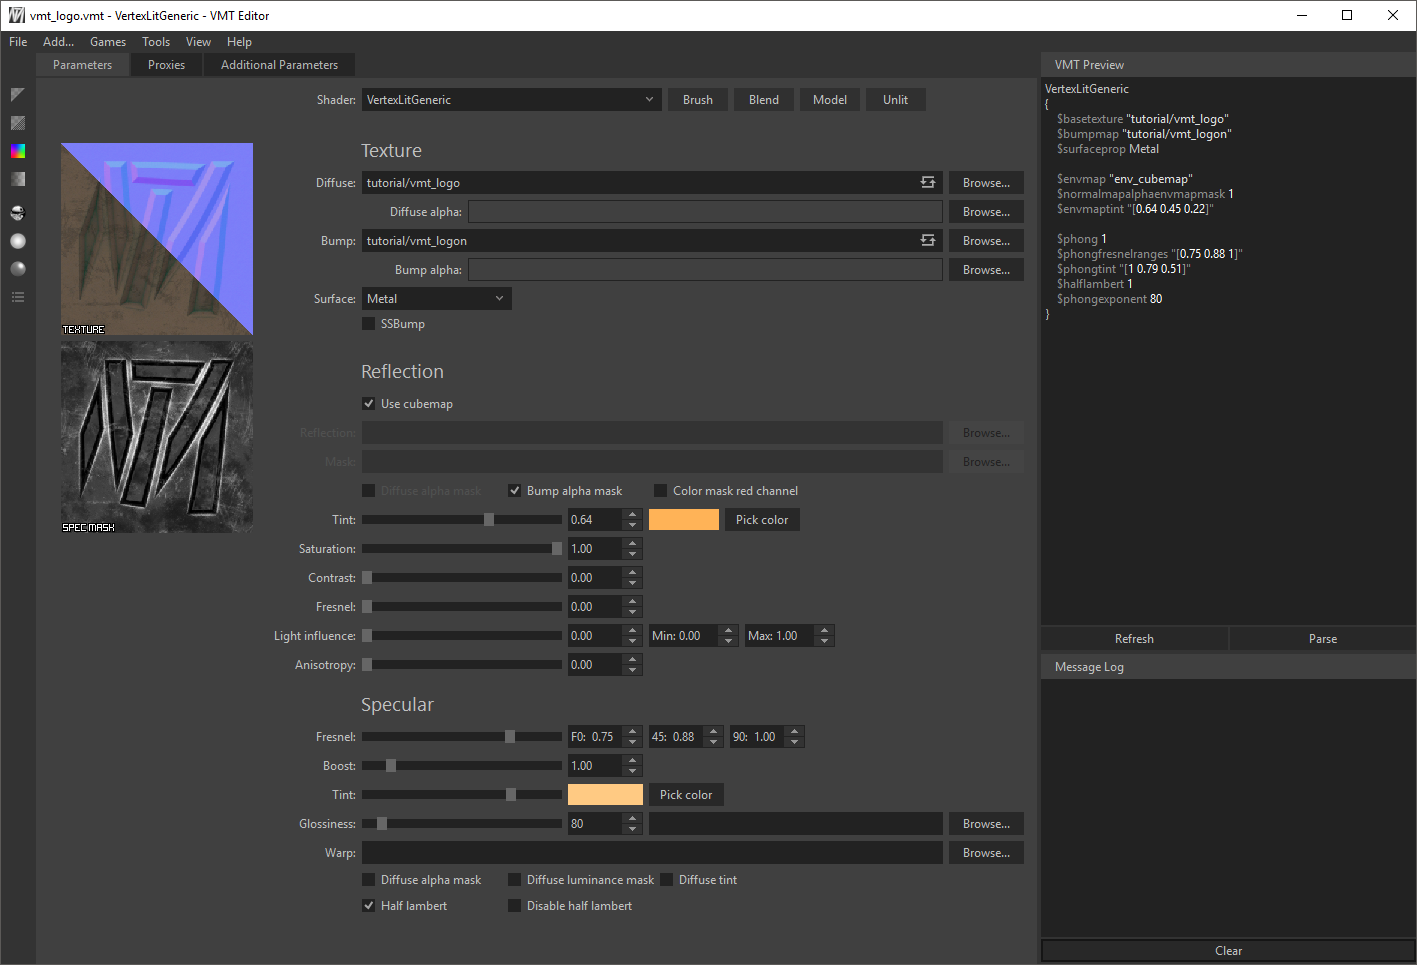 vmt_logo.vmt - VertexLitGeneric - VMT Editor
File Add... Games Tools View Help
Parameters Proxies Additional Parameters
Shader: VertexLitGeneric Brush Blend Model Unlit
Texture
Diffuse: tutorial/vmt_logo Browse...
Diffuse alpha: Browse...
Bump: tutorial/vmt_logon Browse...
Bump alpha: Browse...
Surface: Metal
SSBump
TEXTURE
SPEC MASK
Reflection
Use cubemap
Reflection: Browse...
Mask: Browse...
Diffuse alpha mask Bump alpha mask Color mask red channel
Tint: 0.64 Pick color
Saturation: 1.00
Contrast: 0.00
Fresnel: 0.00
Light influence: 0.00 Min: 0.00 Max: 1.00
Anisotropy: 0.00
Specular
Fresnel: F0: 0.75 45: 0.88 90: 1.00
Boost: 1.00
Tint: Pick color
Glossiness: 80 Browse...
Warp: Browse...
Diffuse alpha mask Diffuse luminance mask Diffuse tint
Half lambert Disable half lambert
VMT Preview
VertexLitGeneric
{
$basetexture "tutorial/vmt_logo"
$bumpmap "tutorial/vmt_logon"
$surfaceprop Metal
$envmap "env_cubemap"
$normalmapalphaenvmapmask 1
$envmaptint "[0.64 0.45 0.22]"
$phong 1
$phongfresnelranges "[0.75 0.88 1]"
$phongtint "[1 0.79 0.51]"
$halflambert 1
$phongexponent 80
}
Refresh Parse
Message Log
Clear